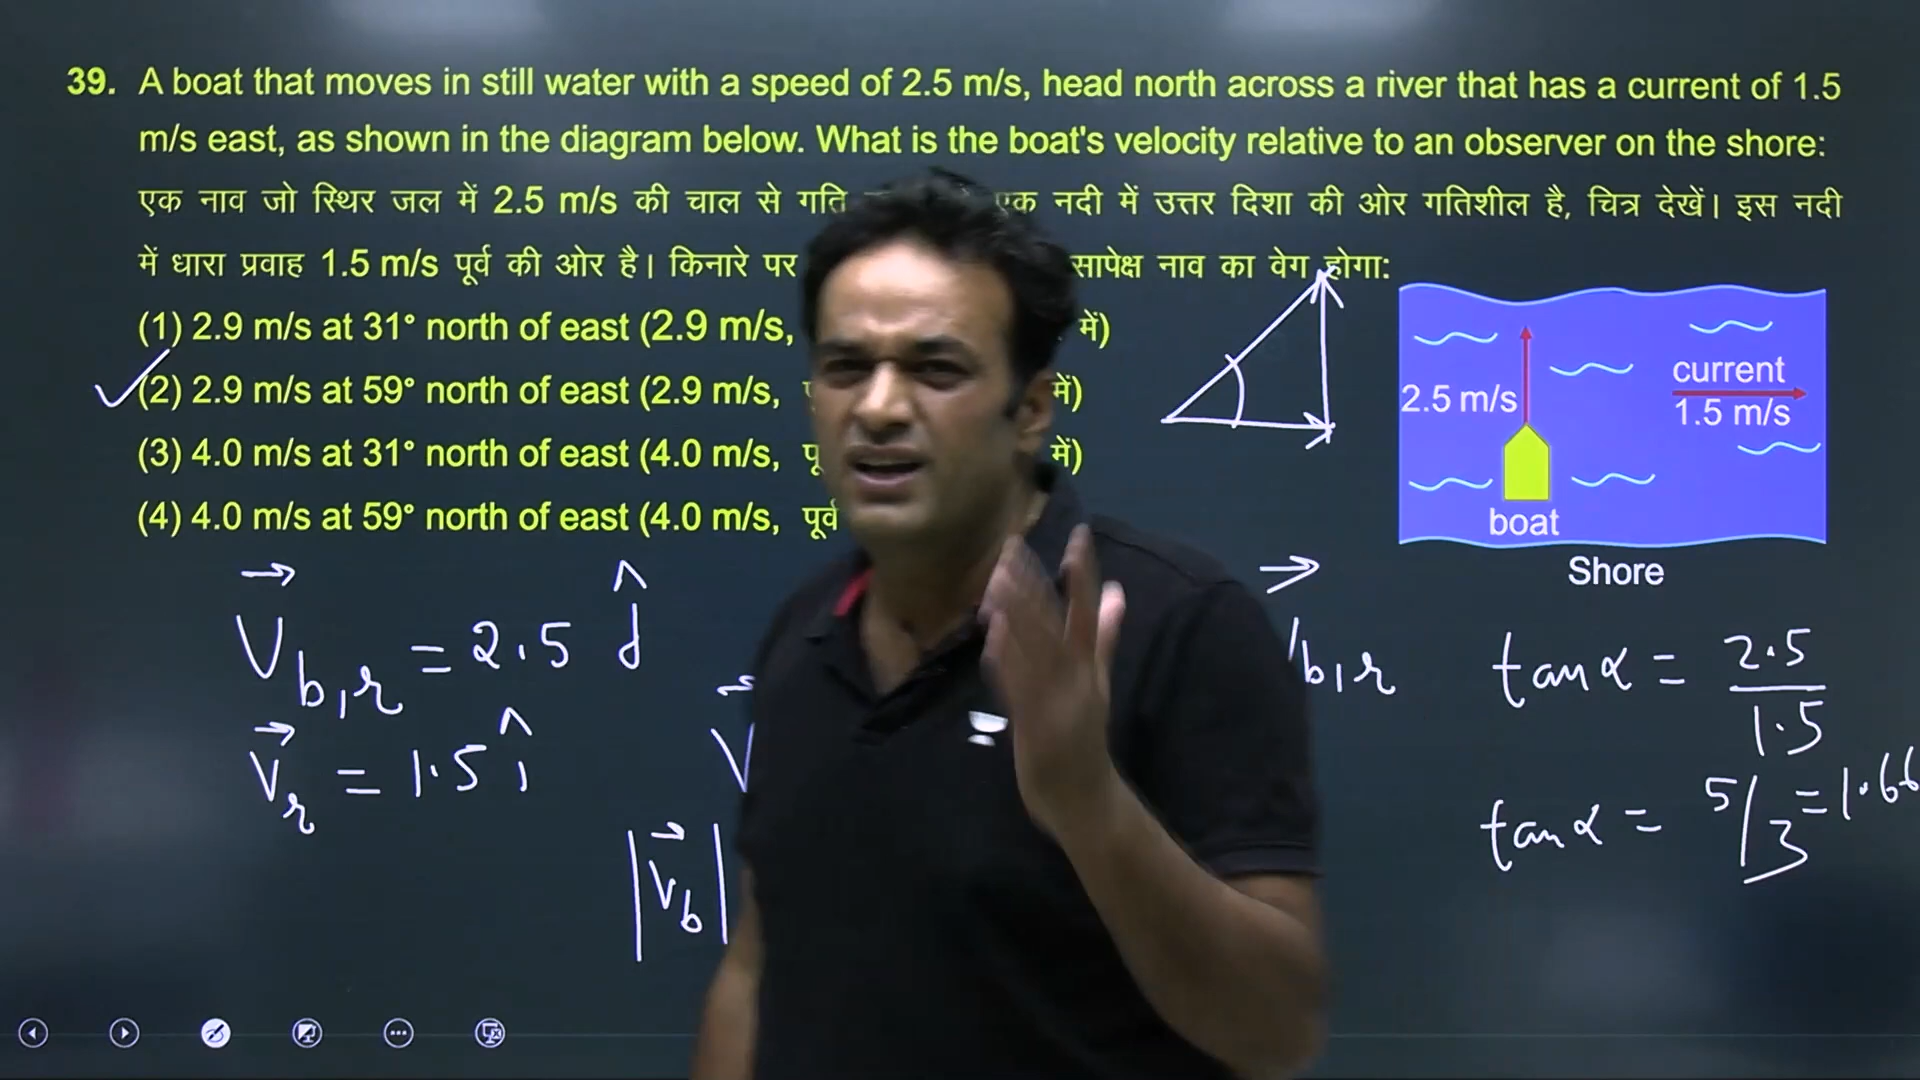 39. A boat that moves in still water with a speed of 2.5 m/s, head north across a river that has a current of 1.5
m/s east, as shown in the diagram below. What is the boat's velocity relative to an observer on the shore:
एक नाव जो स्थिर जल में 2.5 m/s की चाल से गति एक नदी में उत्तर दिशा की ओर गतिशील है, चित्र देखें। इस नदी
में धारा प्रवाह 1.5 m/s पूर्व की ओर है। किनारे पर सापेक्ष नाव का वेग होगा:
(1) 2.9 m/s at 31° north of east (2.9 m/s, में)
(2) 2.9 m/s at 59° north of east (2.9 m/s, में)
(3) 4.0 m/s at 31° north of east (4.0 m/s, में)
(4) 4.0 m/s at 59° north of east (4.0 m/s, पूर्व
2.5 m/s
current
1.5 m/s
boat
Shore
V⃗b,r = 2.5 ĵ
V⃗r = 1.5 î
|V⃗b|
b,r
tan α = 2.5/1.5
tan α = 5/3 = 1.66